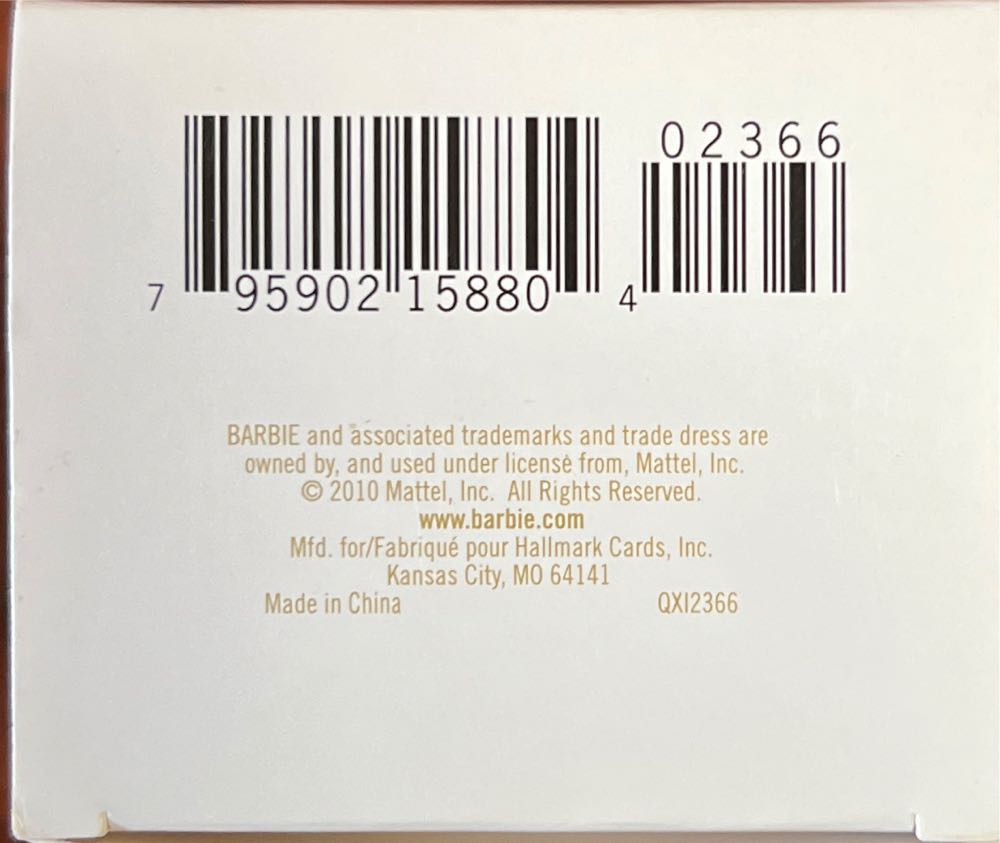 02366
7 95902 15880 4
BARBIE and associated trademarks and trade dress are
owned by, and used under license from, Mattel, Inc.
© 2010 Mattel, Inc. All Rights Reserved.
www.barbie.com
Mfd. for/Fabriqué pour Hallmark Cards, Inc.
Kansas City, MO 64141
Made in China QXI2366